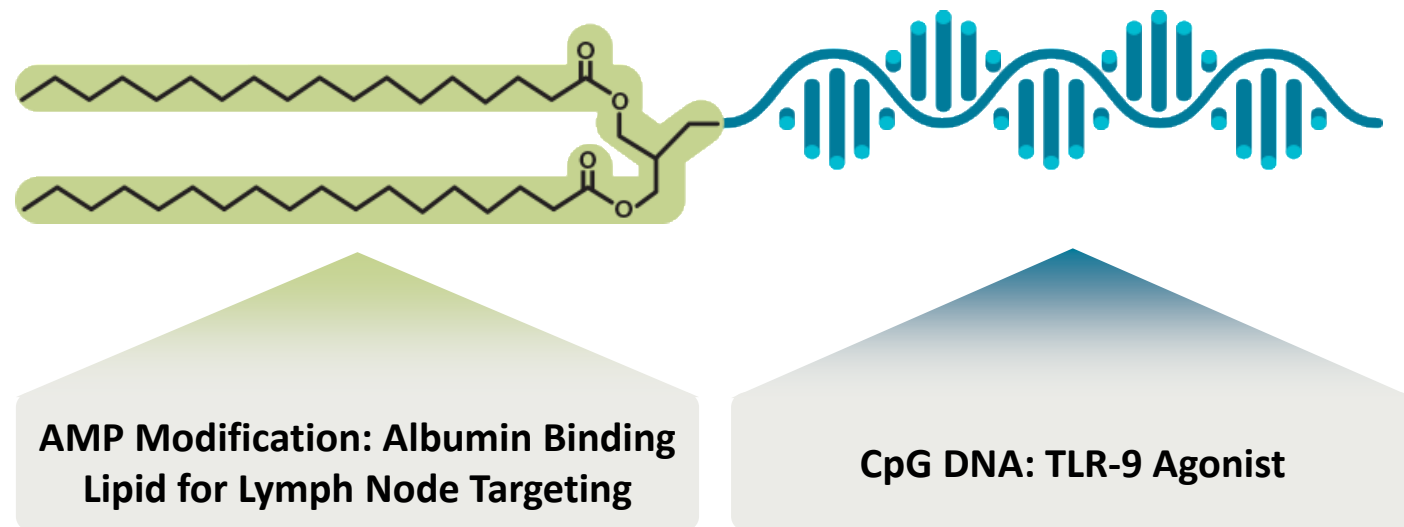 O
O
O
O
AMP Modification: Albumin Binding
Lipid for Lymph Node Targeting
CpG DNA: TLR-9 Agonist